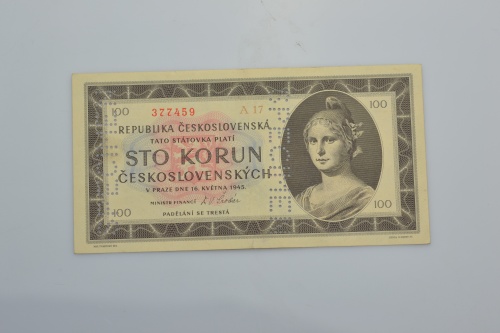 100 377459 A 17 100
REPUBLIKA ČESKOSLOVENSKÁ
TATO STÁTOVKA PLATÍ
STO KORUN
ČESKOSLOVENSKÝCH
V PRAZE DNE 16. KVĚTNA 1945.
MINISTR FINANCÍ
PADĚLÁNÍ SE TRESTÁ
100 100